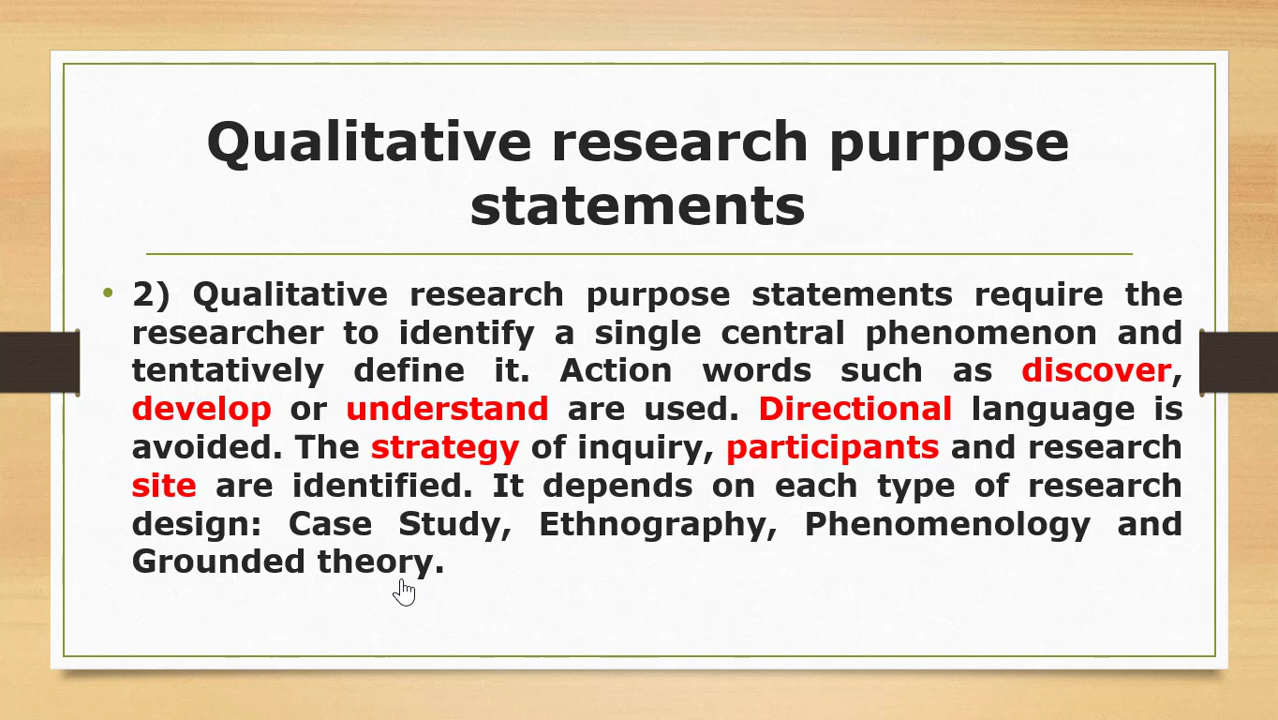 Qualitative research purpose
statements
• 2) Qualitative research purpose statements require the
researcher to identify a single central phenomenon and
tentatively define it. Action words such as discover,
develop or understand are used. Directional language is
avoided. The strategy of inquiry, participants and research
site are identified. It depends on each type of research
design: Case Study, Ethnography, Phenomenology and
Grounded theory.